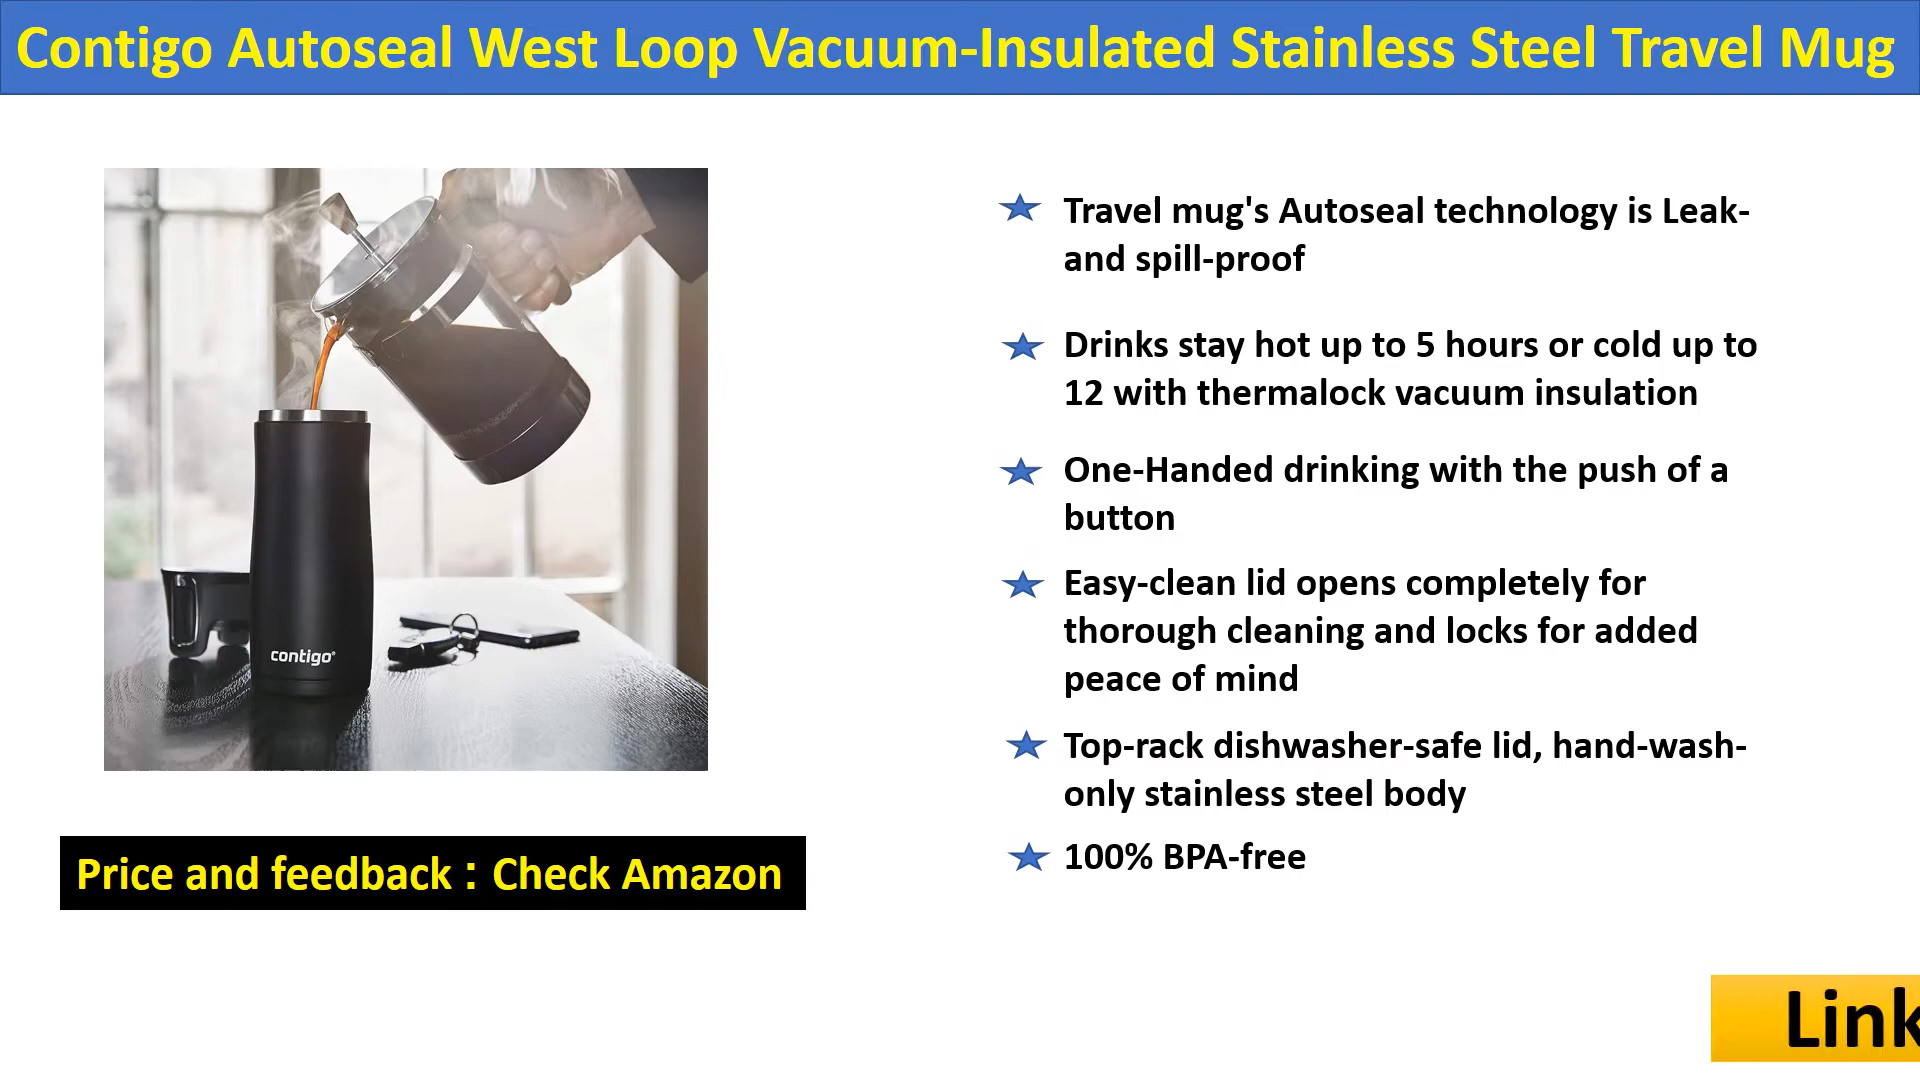 Contigo Autoseal West Loop Vacuum-Insulated Stainless Steel Travel Mug
Travel mug's Autoseal technology is Leak-
and spill-proof
Drinks stay hot up to 5 hours or cold up to
12 with thermalock vacuum insulation
One-Handed drinking with the push of a
button
Easy-clean lid opens completely for
thorough cleaning and locks for added
peace of mind
Top-rack dishwasher-safe lid, hand-wash-
only stainless steel body
100% BPA-free
contigo®
Price and feedback : Check Amazon
Link